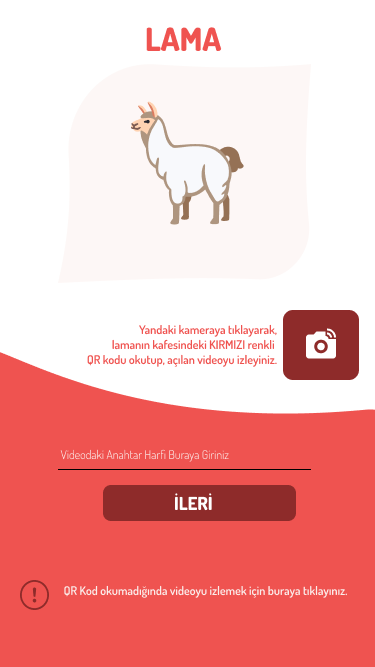 LAMA
Yandaki kameraya tıklayarak,
lamanın kafesindeki KIRMIZI renkli
QR kodu okutup, açılan videoyu izleyiniz.
Videodaki Anahtar Harfi Buraya Giriniz
İLERİ
QR Kod okumadığında videoyu izlemek için buraya tıklayınız.